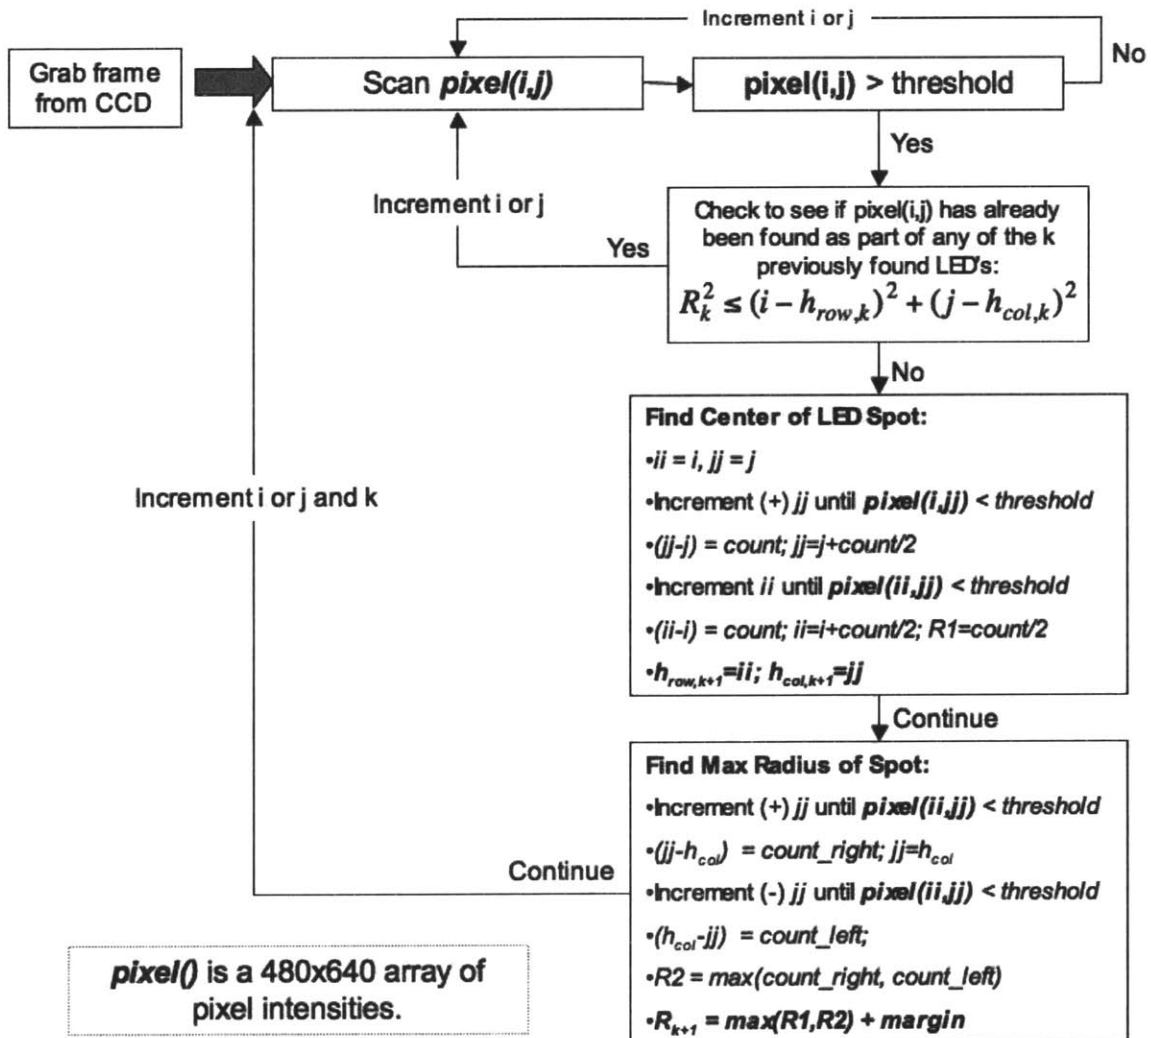 Increment i or j
No
Grab frame
from CCD
Scan pixel(i,j)
pixel(i,j) > threshold
Yes
Increment i or j
Yes
Check to see if pixel(i,j) has already
been found as part of any of the k
previously found LED's:
R_k^2 ≤ (i − h_row,k)^2 + (j − h_col,k)^2
No
Find Center of LED Spot:
•ii = i, jj = j
•Increment (+) jj until pixel(i,jj) < threshold
•(jj-j) = count; jj=j+count/2
•Increment ii until pixel(ii,jj) < threshold
•(ii-i) = count; ii=i+count/2; R1=count/2
•h_row,k+1=ii; h_col,k+1=jj
Increment i or j and k
Continue
Find Max Radius of Spot:
•Increment (+) jj until pixel(ii,jj) < threshold
•(jj-h_col) = count_right; jj=h_col
•Increment (-) jj until pixel(ii,jj) < threshold
•(h_col-jj) = count_left;
•R2 = max(count_right, count_left)
•R_k+1 = max(R1,R2) + margin
Continue
pixel() is a 480x640 array of
pixel intensities.